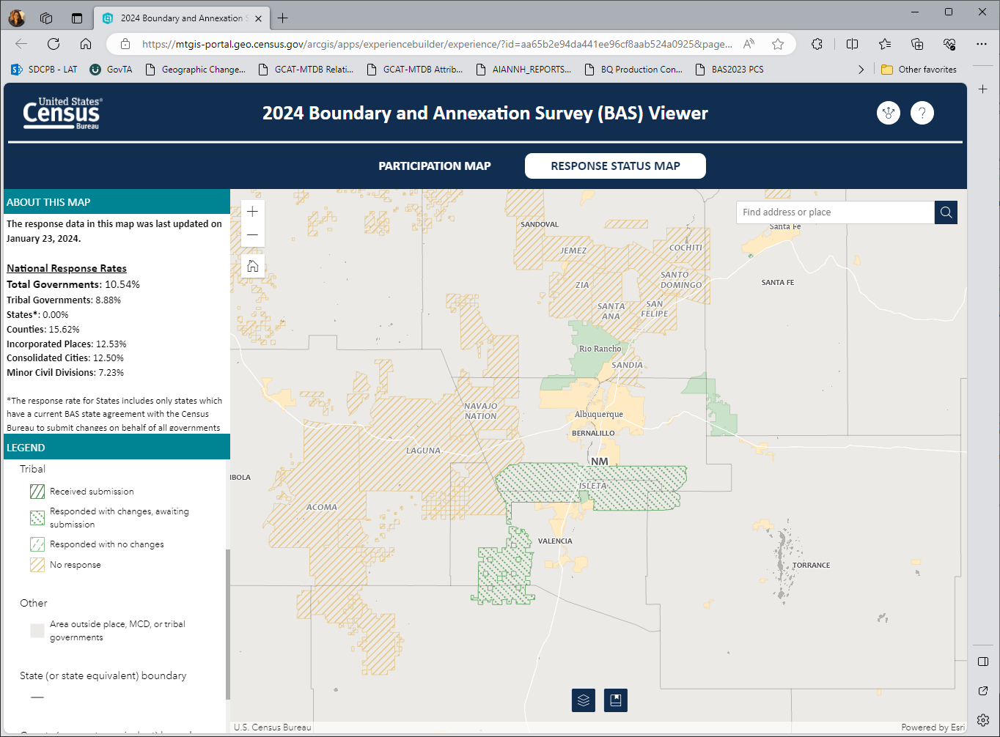 2024 Boundary and Annexation S
https://mtgis-portal.geo.census.gov/arcgis/apps/experiencebuilder/experience/?id=aa65b2e94da441ee96cf8aab524a0925&page...
SDCPB - LAT
GovTA
Geographic Change...
GCAT-MTDB Relati...
GCAT-MTDB Attrib...
AIANNH_REPORTS...
BQ Production Con...
BAS2023 PCS
Other favorites
United States®
Census
Bureau
2024 Boundary and Annexation Survey (BAS) Viewer
?
PARTICIPATION MAP
RESPONSE STATUS MAP
ABOUT THIS MAP
The response data in this map was last updated on
January 23, 2024.
National Response Rates
Total Governments: 10.54%
Tribal Governments: 8.88%
States*: 0.00%
Counties: 15.62%
Incorporated Places: 12.53%
Consolidated Cities: 12.50%
Minor Civil Divisions: 7.23%
*The response rate for States includes only states which
have a current BAS state agreement with the Census
Bureau to submit changes on behalf of all governments
LEGEND
Tribal
Received submission
Responded with changes, awaiting
submission
Responded with no changes
No response
Other
Area outside place, MCD, or tribal
governments
State (or state equivalent) boundary
Find address or place
SANDOVAL
Santa Fe
JEMEZ
COCHITI
ZIA
SANTO
DOMINGO
SANTA FE
SANTA
ANA
SAN
FELIPE
Rio Rancho
SANDIA
NAVAJO
NATION
Albuquerque
BERNALILLO
LAGUNA
NM
IBOLA
ISLETA
ACOMA
VALENCIA
TORRANCE
U.S. Census Bureau
Powered by Esri